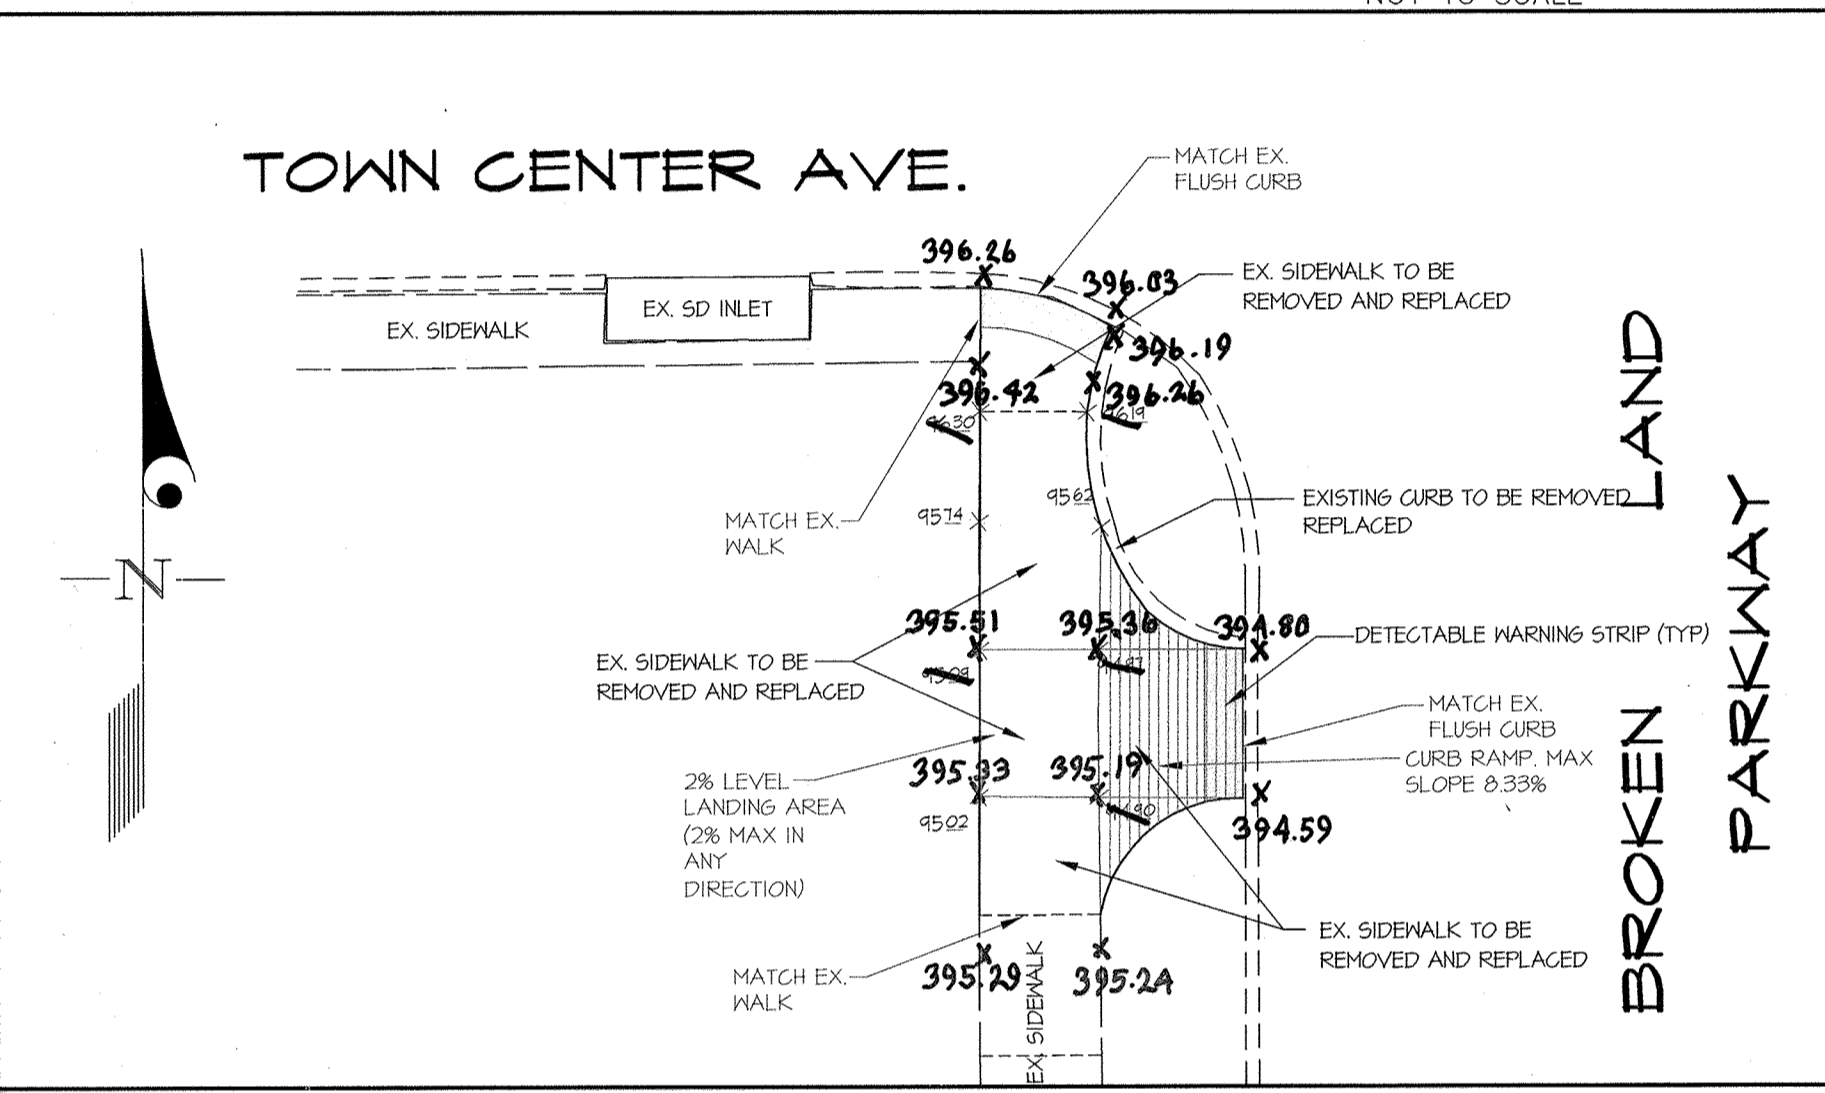 TOWN CENTER AVE.
MATCH EX.
FLUSH CURB
396.26
396.03
EX. SIDEWALK TO BE
REMOVED AND REPLACED
EX. SD INLET
EX. SIDEWALK
396.19
396.42
396.26
9630
9619
9562
9574
MATCH EX.
WALK
EXISTING CURB TO BE REMOVED
REPLACED
N
395.51
395.36
394.80
DETECTABLE WARNING STRIP (TYP)
EX. SIDEWALK TO BE
REMOVED AND REPLACED
MATCH EX.
FLUSH CURB
395.33
395.19
CURB RAMP. MAX
SLOPE 8.33%
2% LEVEL
LANDING AREA
(2% MAX IN
ANY
DIRECTION)
9502
394.59
EX. SIDEWALK TO BE
REMOVED AND REPLACED
MATCH EX.
WALK
395.29
395.24
EX. SIDEWALK
BROKEN LAND
PARKWAY